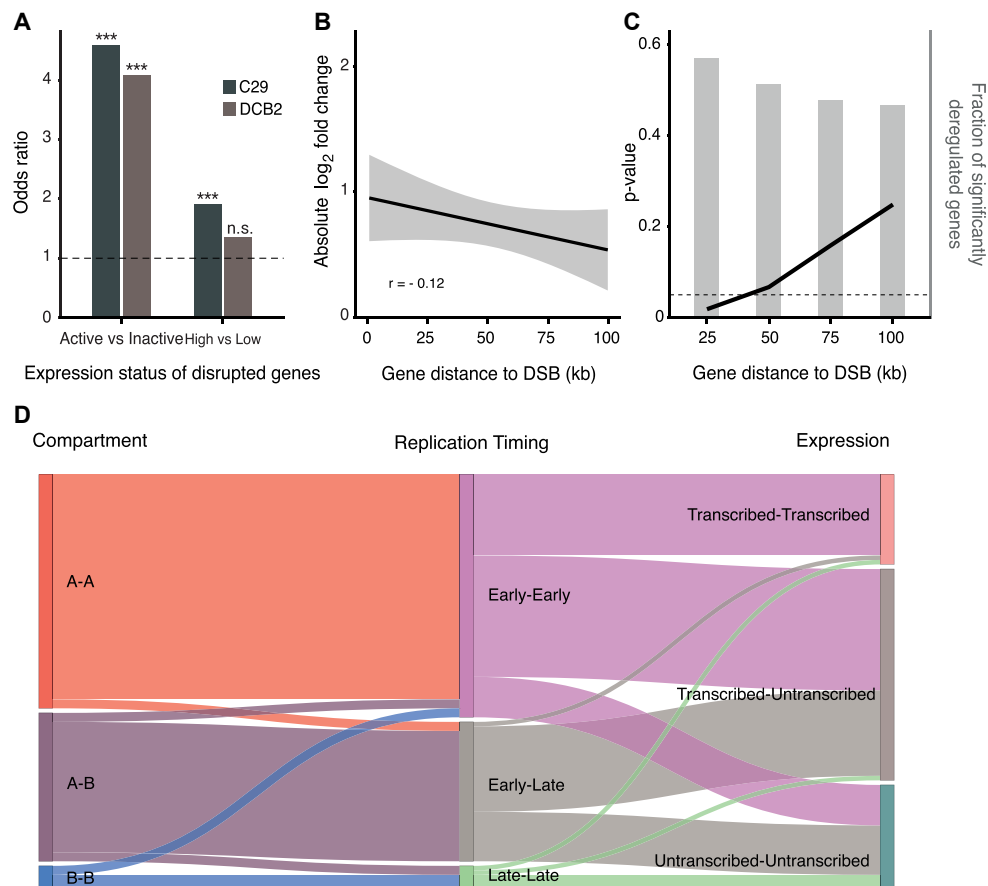 A
Odds ratio
4
3
2
1
0
***
***
***
n.s.
C29
DCB2
Active vs Inactive
High vs Low
Expression status of disrupted genes
B
Absolute log2 fold change
2
1
0
r = - 0.12
0
25
50
75
100
Gene distance to DSB (kb)
C
p-value
0.6
0.4
0.2
0
25
50
75
100
Gene distance to DSB (kb)
Fraction of significantly
deregulated genes
D
Compartment
Replication Timing
Expression
A-A
A-B
B-B
Early-Early
Early-Late
Late-Late
Transcribed-Transcribed
Transcribed-Untranscribed
Untranscribed-Untranscribed